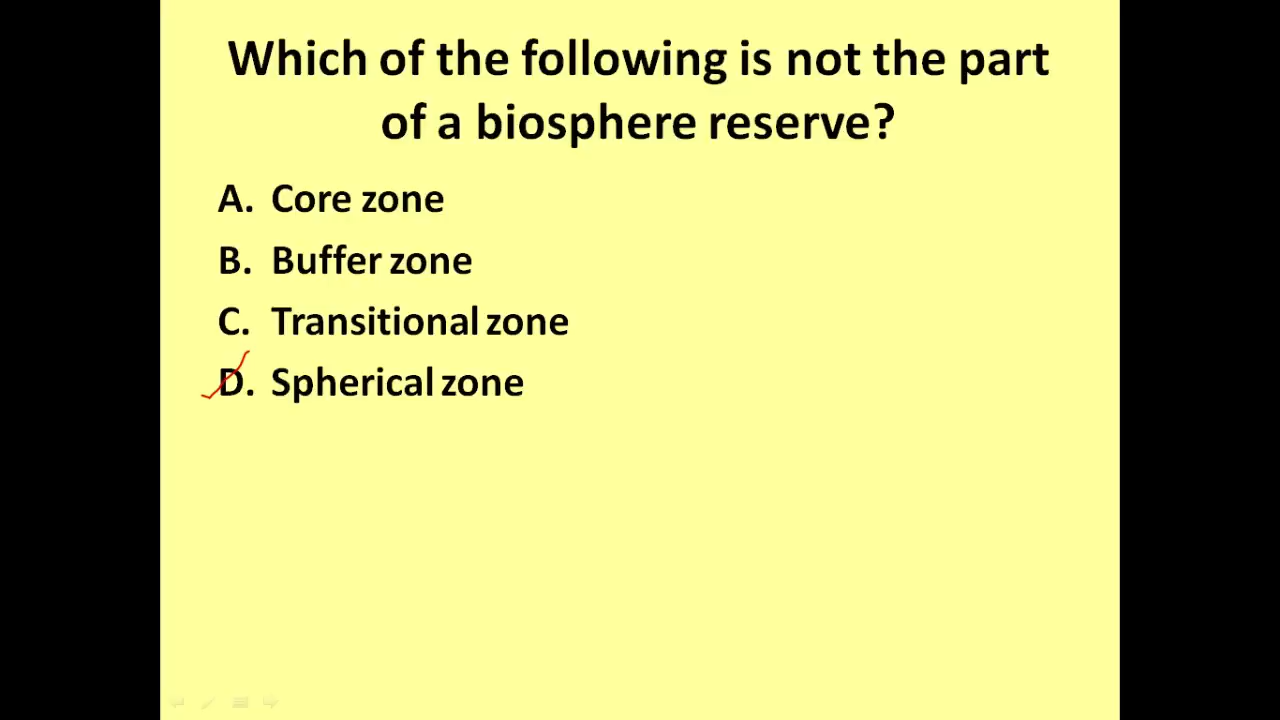 Which of the following is not the part
of a biosphere reserve?
A. Core zone
B. Buffer zone
C. Transitional zone
D. Spherical zone